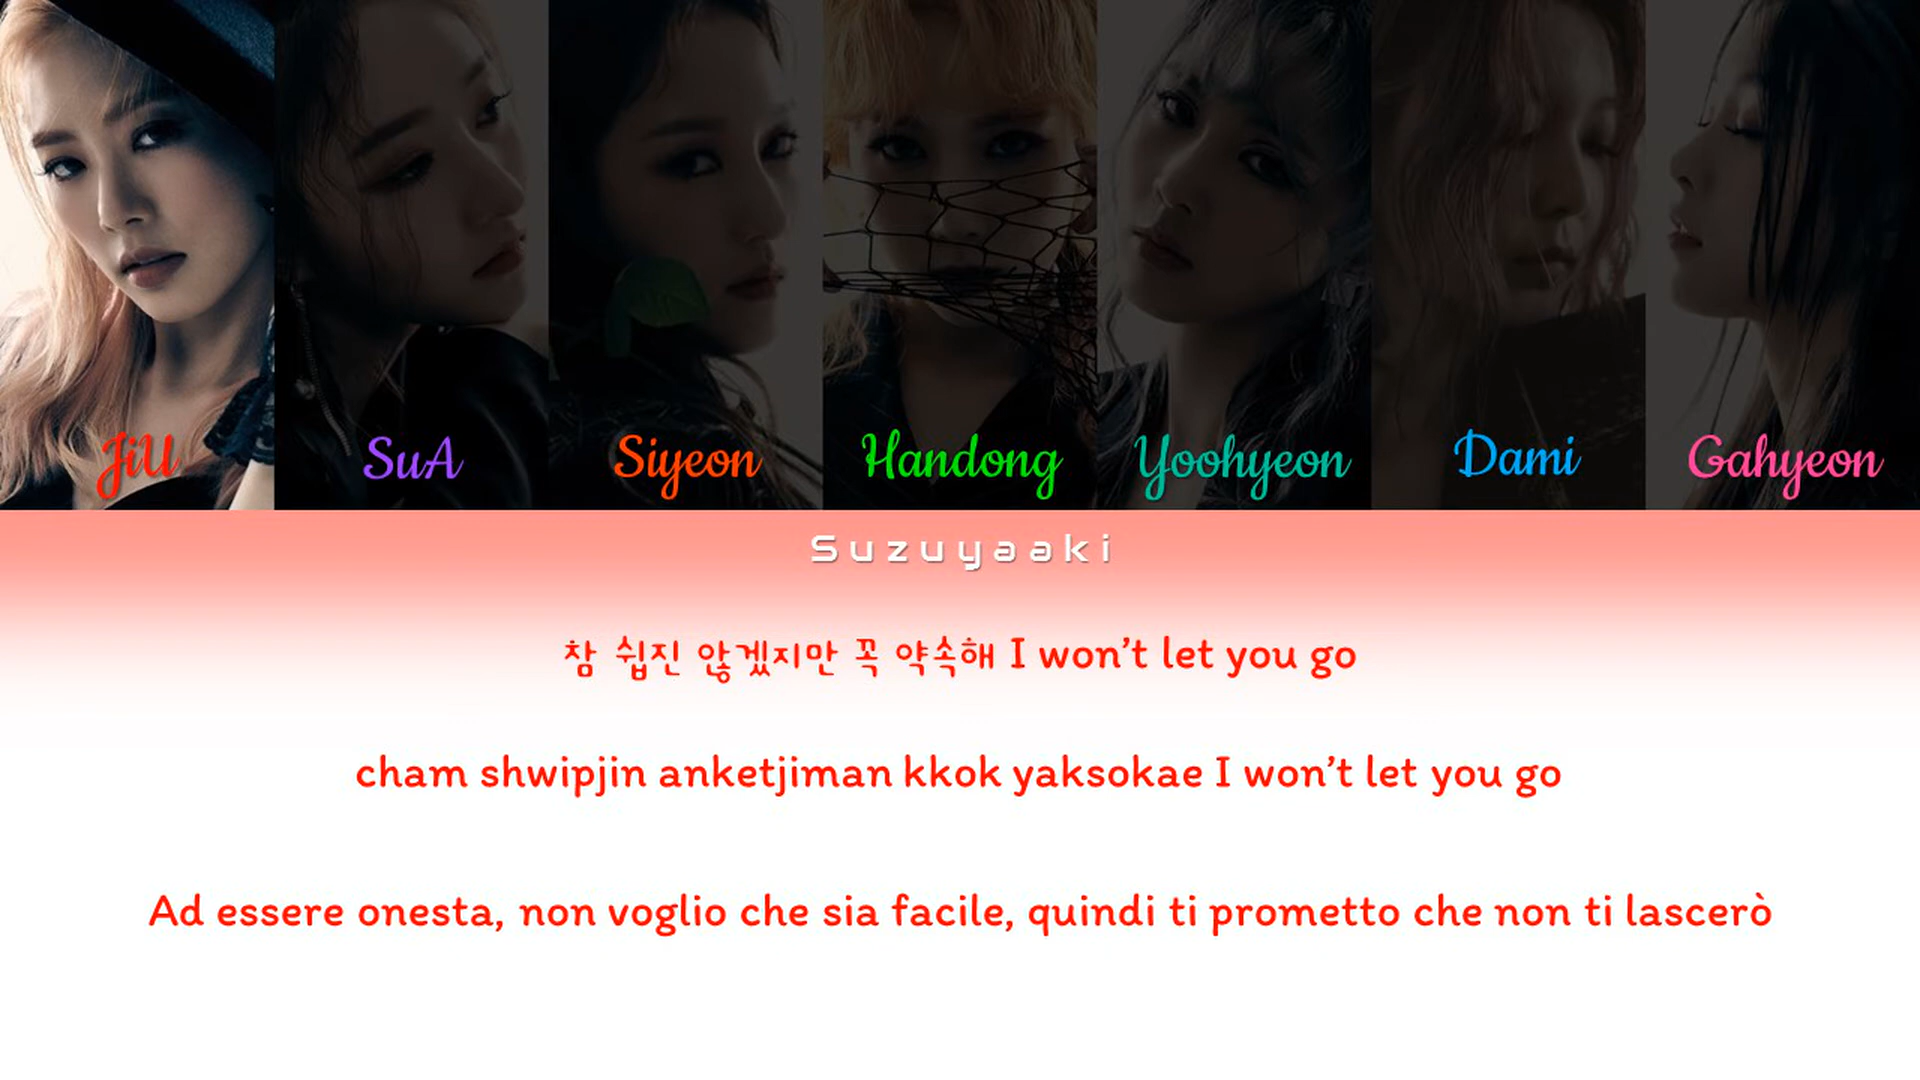 JiU SuA Siyeon Handong Yoohyeon Dami Gahyeon
Suzuyaaki
참 쉽진 않겠지만 꼭 약속해 I won’t let you go
cham shwipjin anketjiman kkok yaksokae I won’t let you go
Ad essere onesta, non voglio che sia facile, quindi ti prometto che non ti lascerò